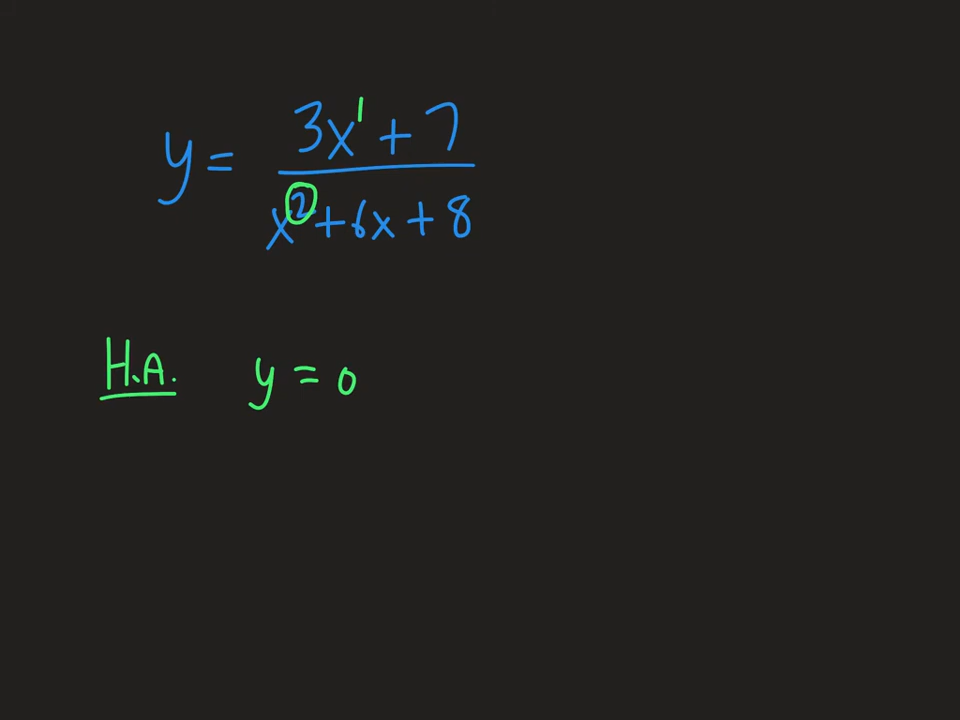 y = 3x¹ + 7
x² + 6x + 8
H.A. y = 0